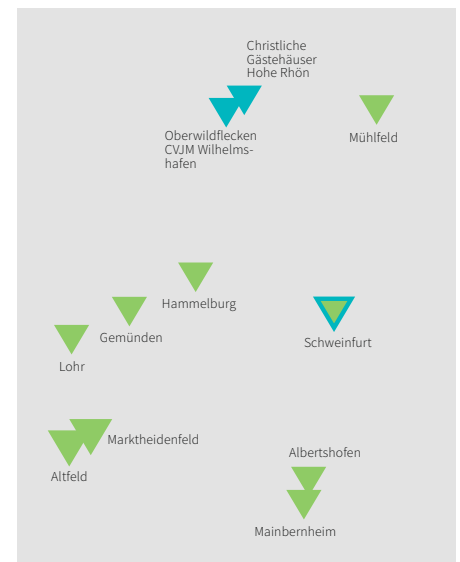 Christliche
Gästehäuser
Hohe Rhön
Oberwildflecken
CVJM Wilhelms-
hafen
Mühlfeld
Hammelburg
Gemünden
Schweinfurt
Lohr
Marktheidenfeld
Albertshofen
Altfeld
Mainbernheim